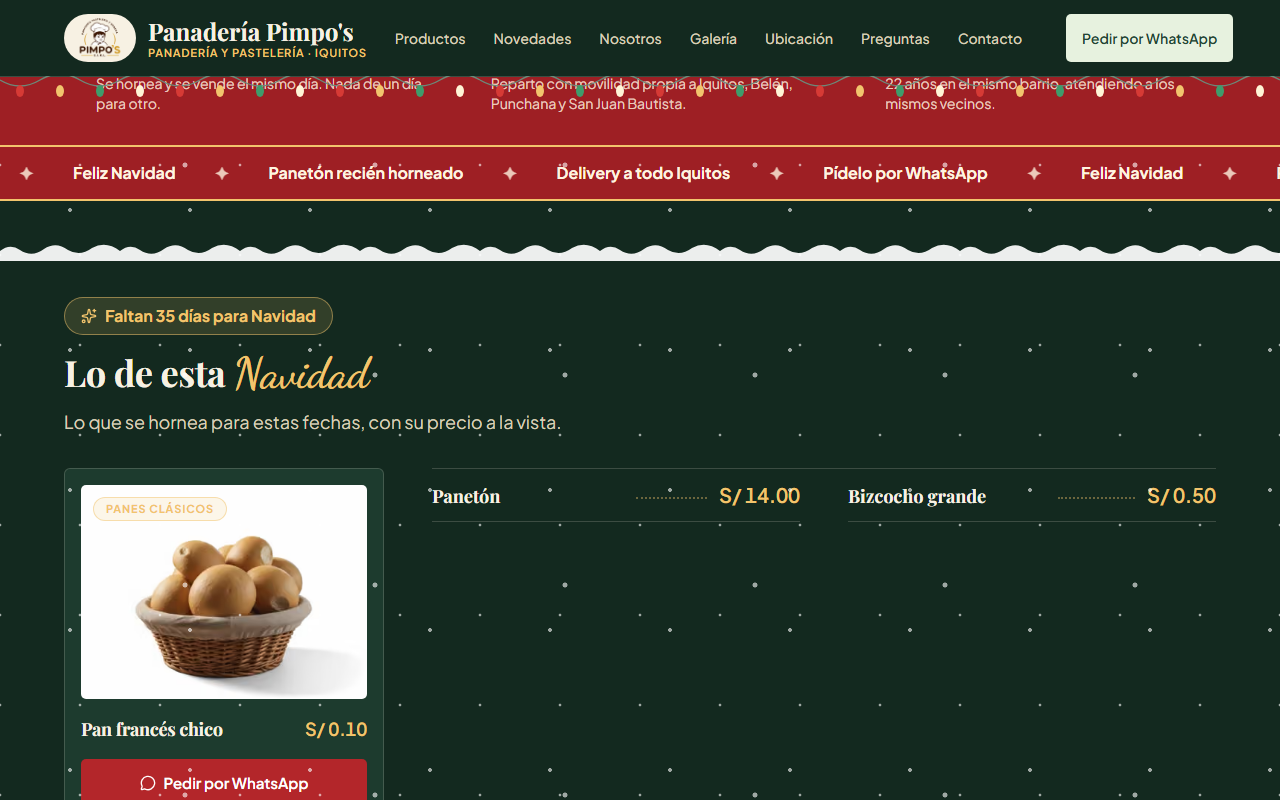 PIMPO'S
Panadería Pimpo's
PANADERÍA Y PASTELERÍA · IQUITOS
Productos
Novedades
Nosotros
Galería
Ubicación
Preguntas
Contacto
Pedir por WhatsApp
Se hornea y se vende el mismo día. Nada de un día
para otro.
Reparto con movilidad propia a Iquitos, Belén,
Punchana y San Juan Bautista.
22 años en el mismo barrio, atendiendo a los
mismos vecinos.
Feliz Navidad ✦ Panetón recién horneado ✦ Delivery a todo Iquitos ✦ Pídelo por WhatsApp ✦ Feliz Navidad
Faltan 35 días para Navidad
Lo de esta Navidad
Lo que se hornea para estas fechas, con su precio a la vista.
PANES CLÁSICOS
Pan francés chico S/ 0.10
Pedir por WhatsApp
Panetón S/ 14.00
Bizcocho grande S/ 0.50